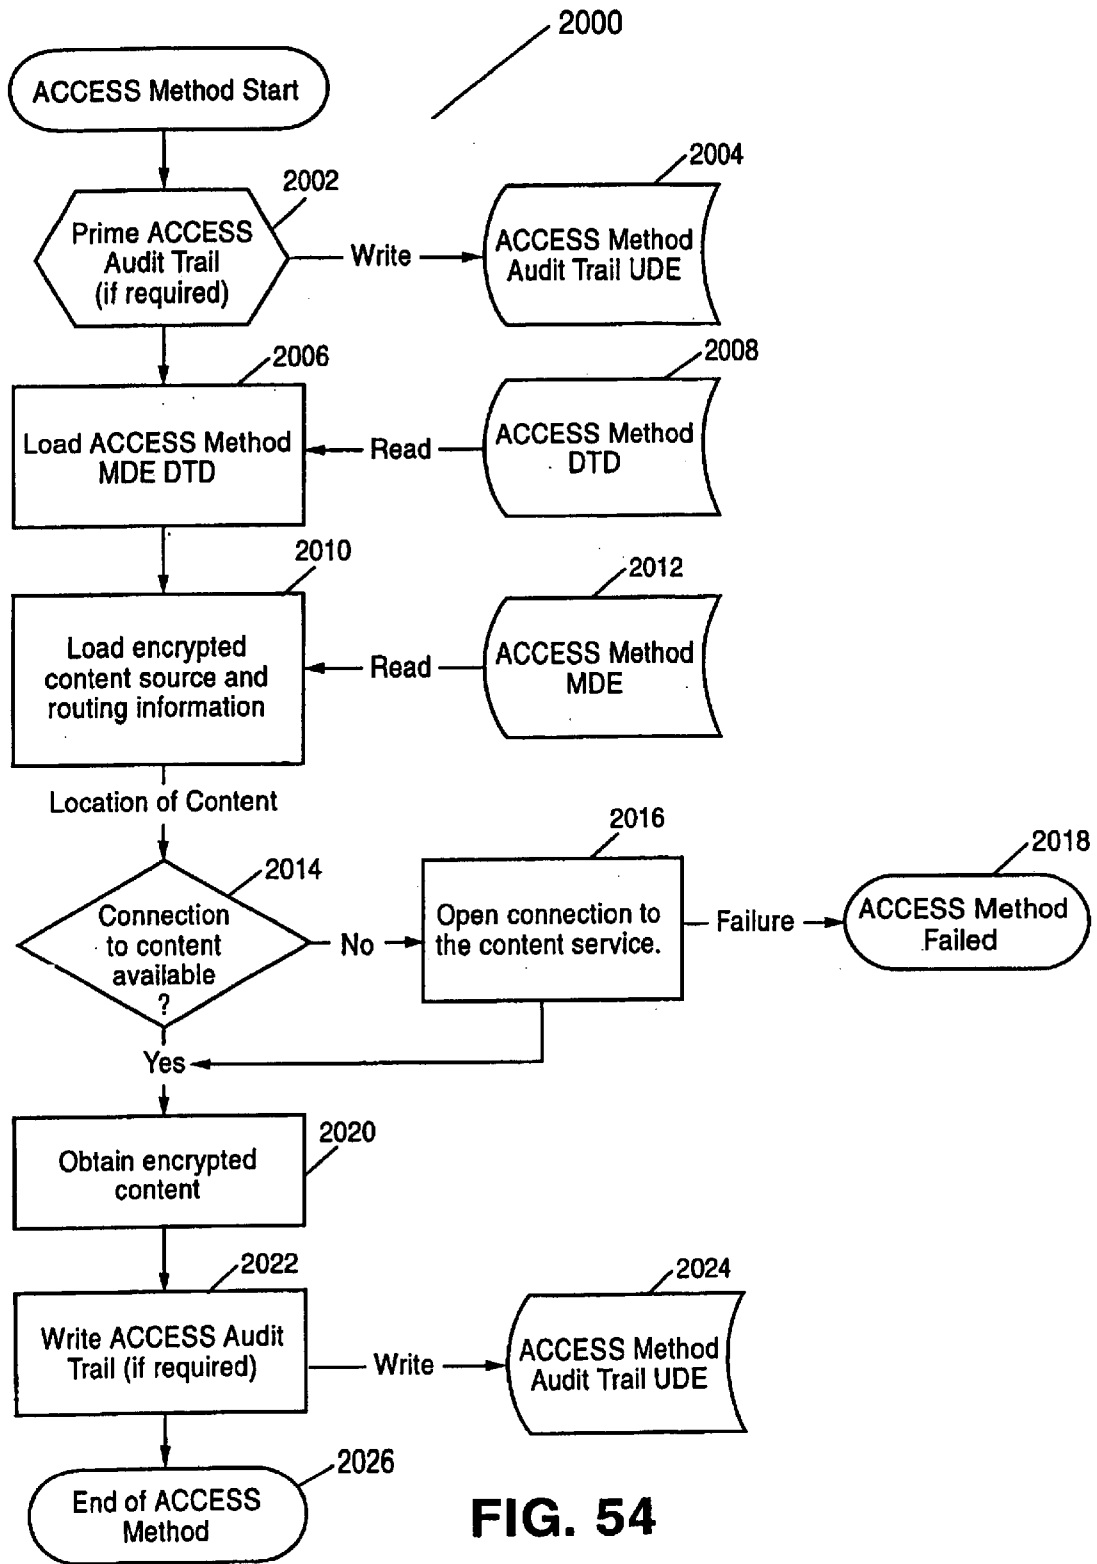 2000
ACCESS Method Start
2002
2004
Prime ACCESS
Audit Trail
(if required)
Write
ACCESS Method
Audit Trail UDE
2006
2008
Load ACCESS Method
MDE DTD
Read
ACCESS Method
DTD
2010
2012
Load encrypted
content source and
routing information
Read
ACCESS Method
MDE
Location of Content
2014
2016
2018
Connection
to content
available
?
No
Open connection to
the content service.
Failure
ACCESS Method
Failed
Yes
2020
Obtain encrypted
content
2022
2024
Write ACCESS Audit
Trail (if required)
Write
ACCESS Method
Audit Trail UDE
2026
End of ACCESS
Method
FIG. 54